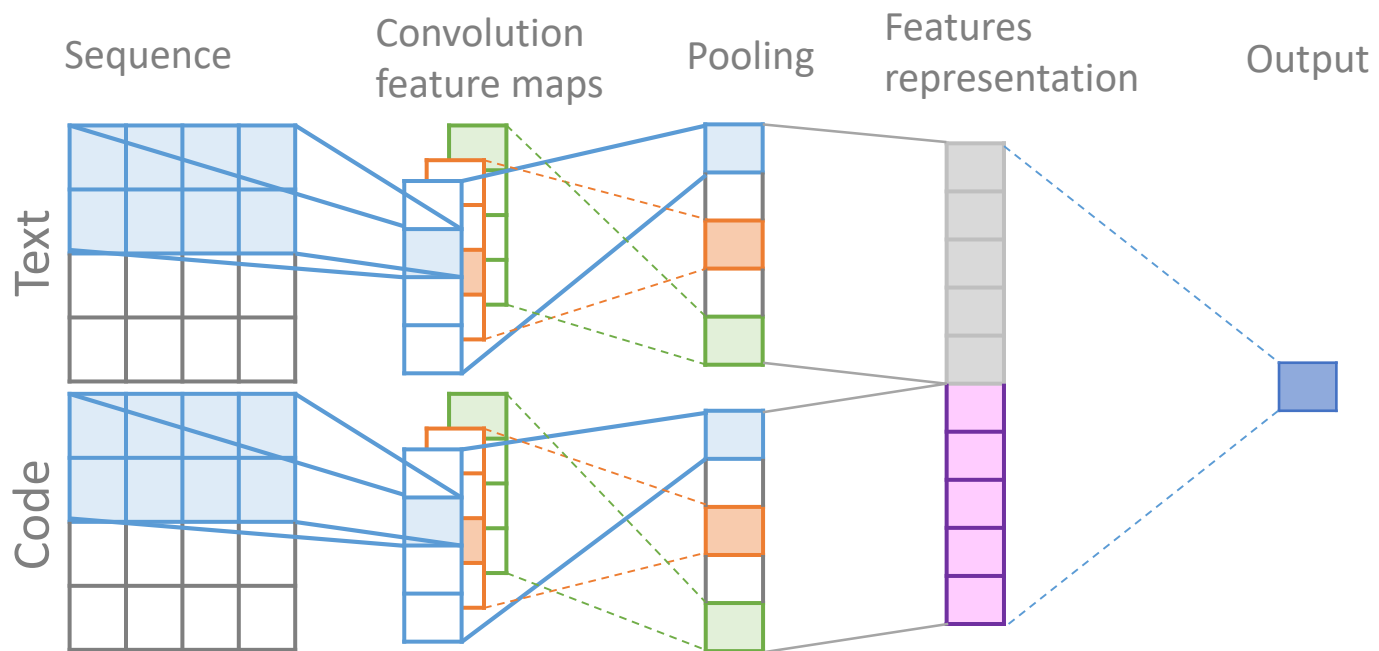 Sequence
Convolution
feature maps
Pooling
Features
representation
Output
Text
Code